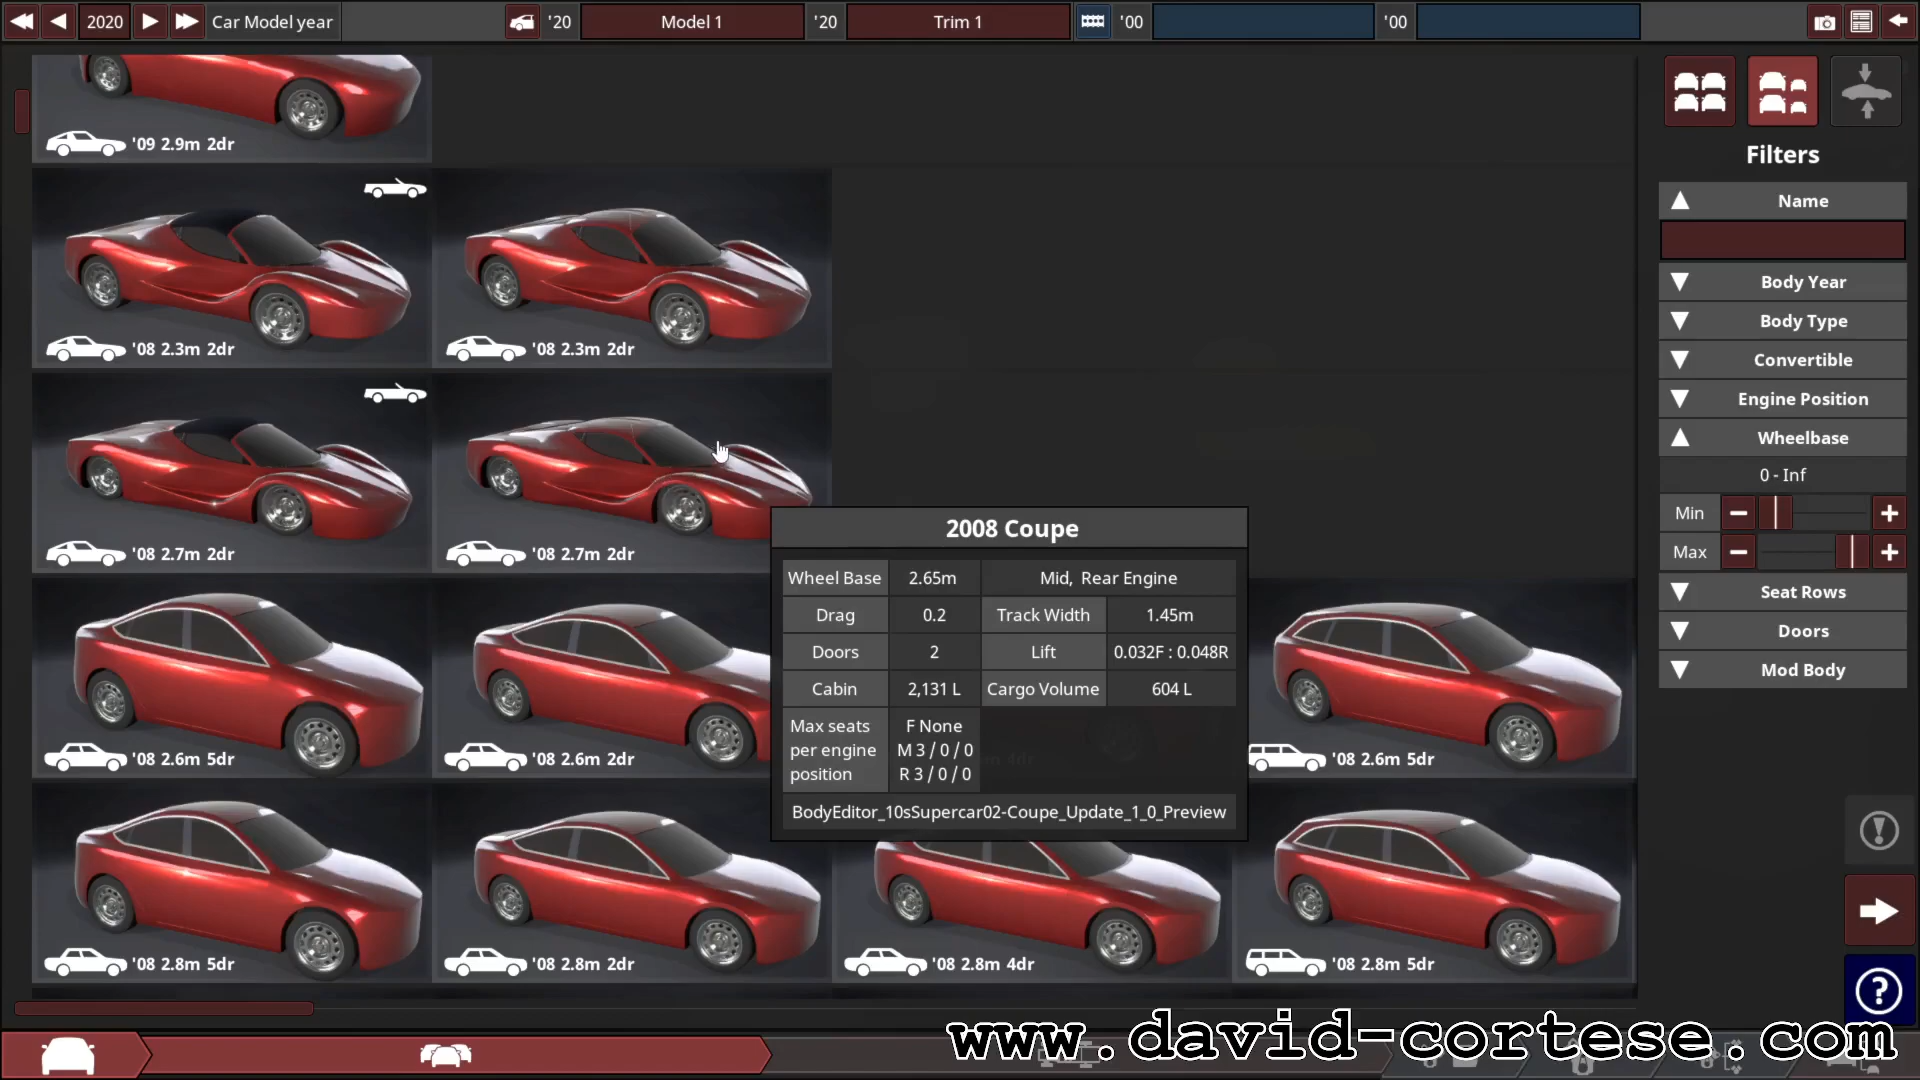 2020 Car Model year '20 Model 1 '20 Trim 1 '00 '00
'09 2.9m 2dr
'08 2.3m 2dr '08 2.3m 2dr
'08 2.7m 2dr '08 2.7m 2dr
'08 2.6m 5dr '08 2.6m 2dr '08 2.6m 5dr
'08 2.8m 5dr '08 2.8m 2dr '08 2.8m 4dr '08 2.8m 5dr
2008 Coupe
Wheel Base 2.65m Mid, Rear Engine
Drag 0.2 Track Width 1.45m
Doors 2 Lift 0.032F : 0.048R
Cabin 2,131 L Cargo Volume 604 L
Max seats F None
per engine M 3 / 0 / 0
position R 3 / 0 / 0
BodyEditor_10sSupercar02-Coupe_Update_1_0_Preview
Filters
Name
Body Year
Body Type
Convertible
Engine Position
Wheelbase
0 - Inf
Min
Max
Seat Rows
Doors
Mod Body
www.david-cortese.com